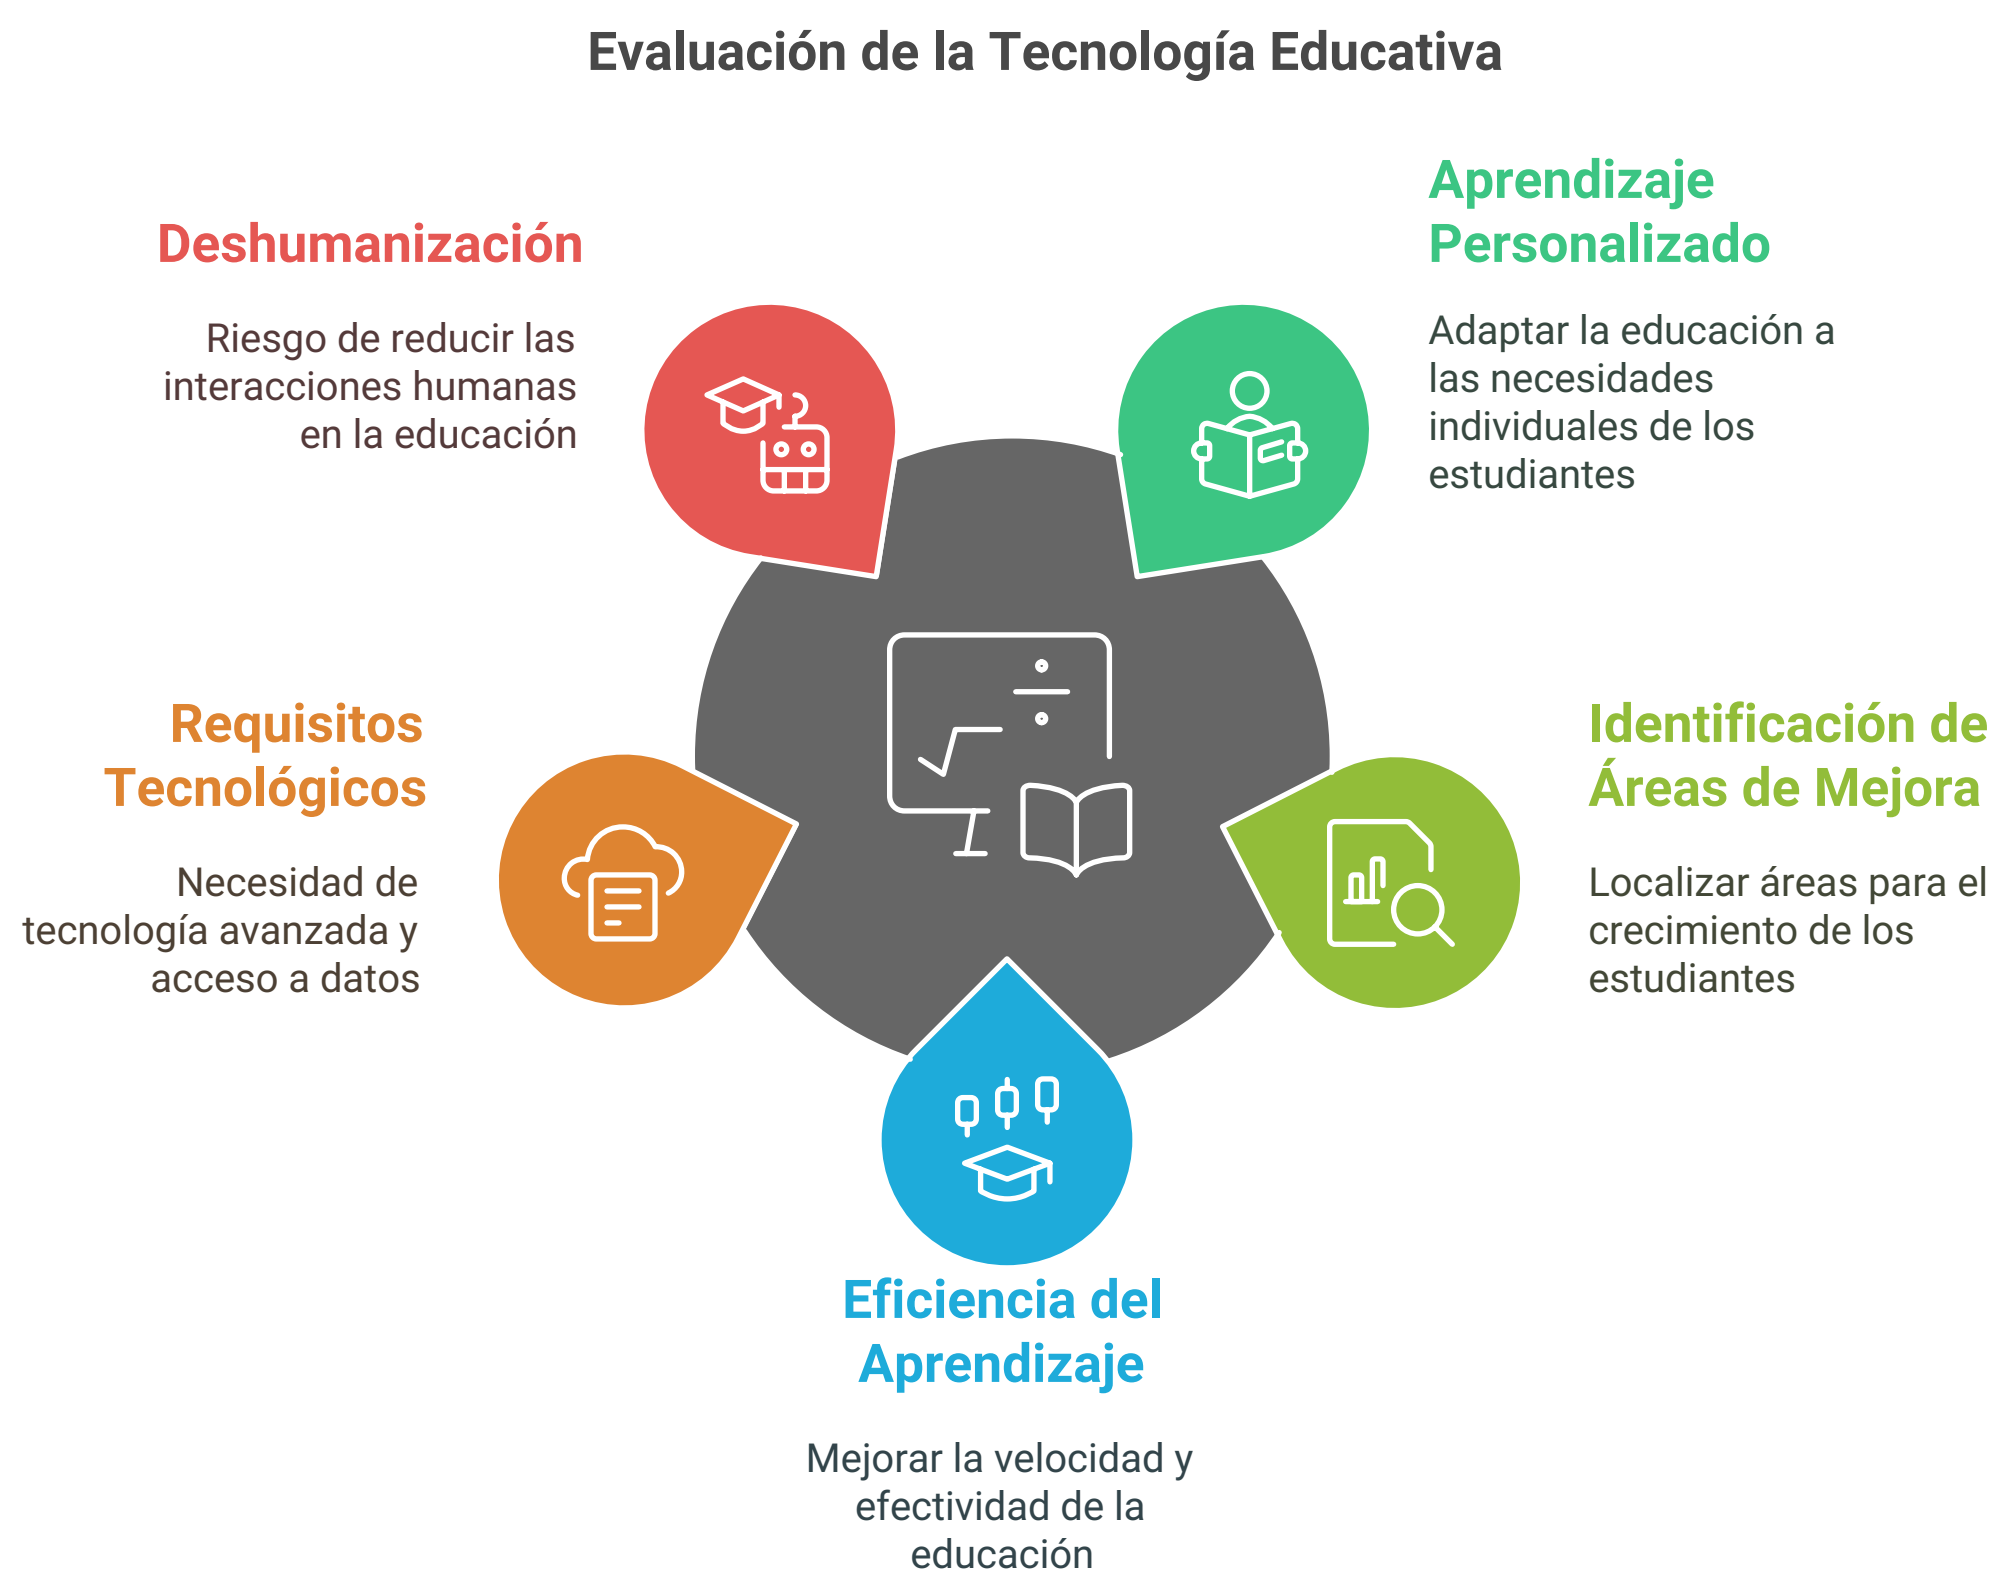 Evaluación de la Tecnología Educativa
Aprendizaje
Personalizado
Adaptar la educación a
las necesidades
individuales de los
estudiantes
Deshumanización
Riesgo de reducir las
interacciones humanas
en la educación
Requisitos
Tecnológicos
Necesidad de
tecnología avanzada y
acceso a datos
Identificación de
Áreas de Mejora
Localizar áreas para el
crecimiento de los
estudiantes
Eficiencia del
Aprendizaje
Mejorar la velocidad y
efectividad de la
educación